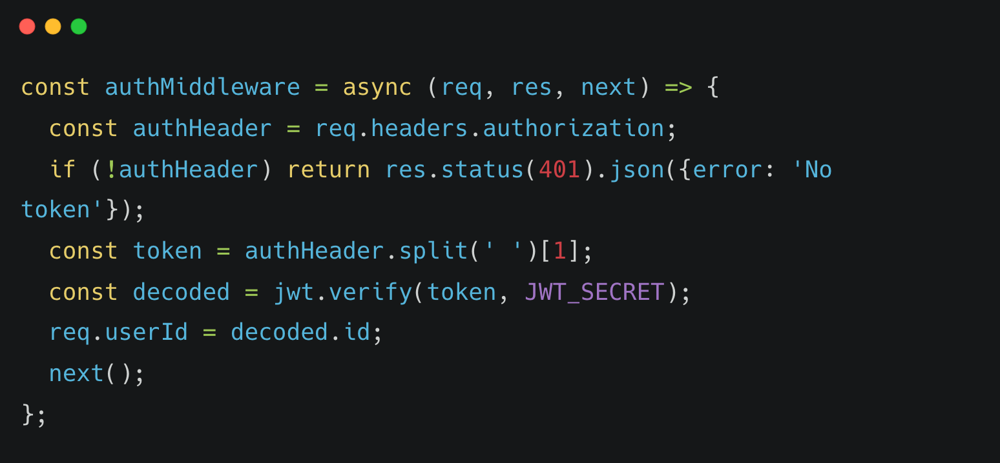 const authMiddleware = async (req, res, next) => {
  const authHeader = req.headers.authorization;
  if (!authHeader) return res.status(401).json({error: 'No
token'});
  const token = authHeader.split(' ')[1];
  const decoded = jwt.verify(token, JWT_SECRET);
  req.userId = decoded.id;
  next();
};